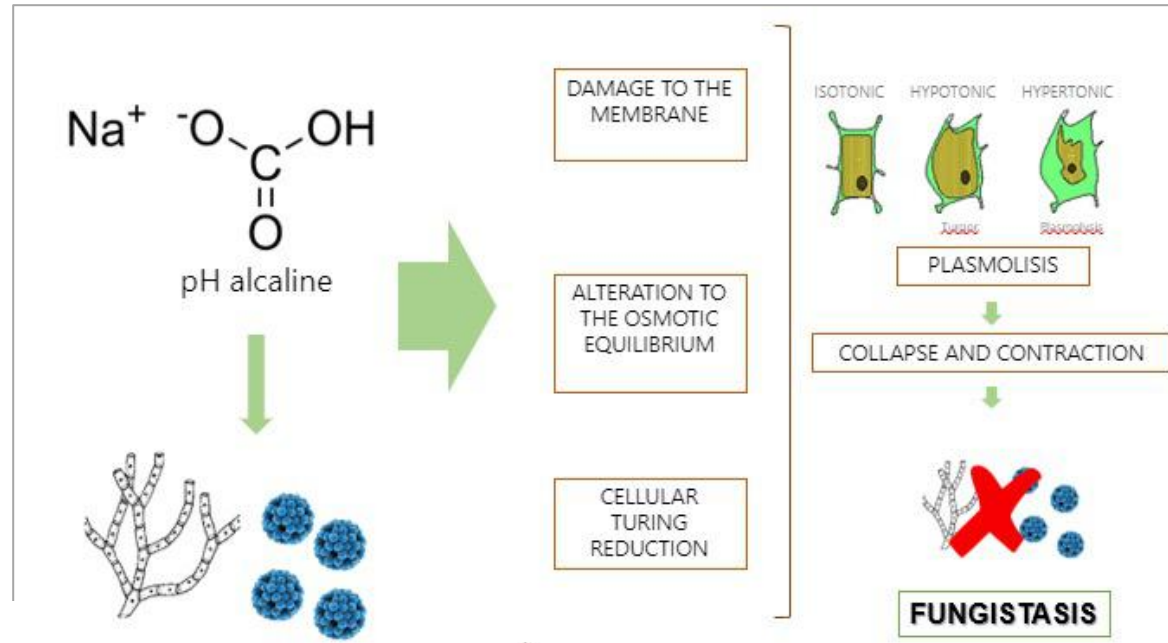 Na⁺ ⁻O OH
C
O
pH alcaline
DAMAGE TO THE
MEMBRANE
ALTERATION TO
THE OSMOTIC
EQUILIBRIUM
CELLULAR
TURING
REDUCTION
ISOTONIC HYPOTONIC HYPERTONIC
PLASMOLISIS
COLLAPSE AND CONTRACTION
FUNGISTASIS